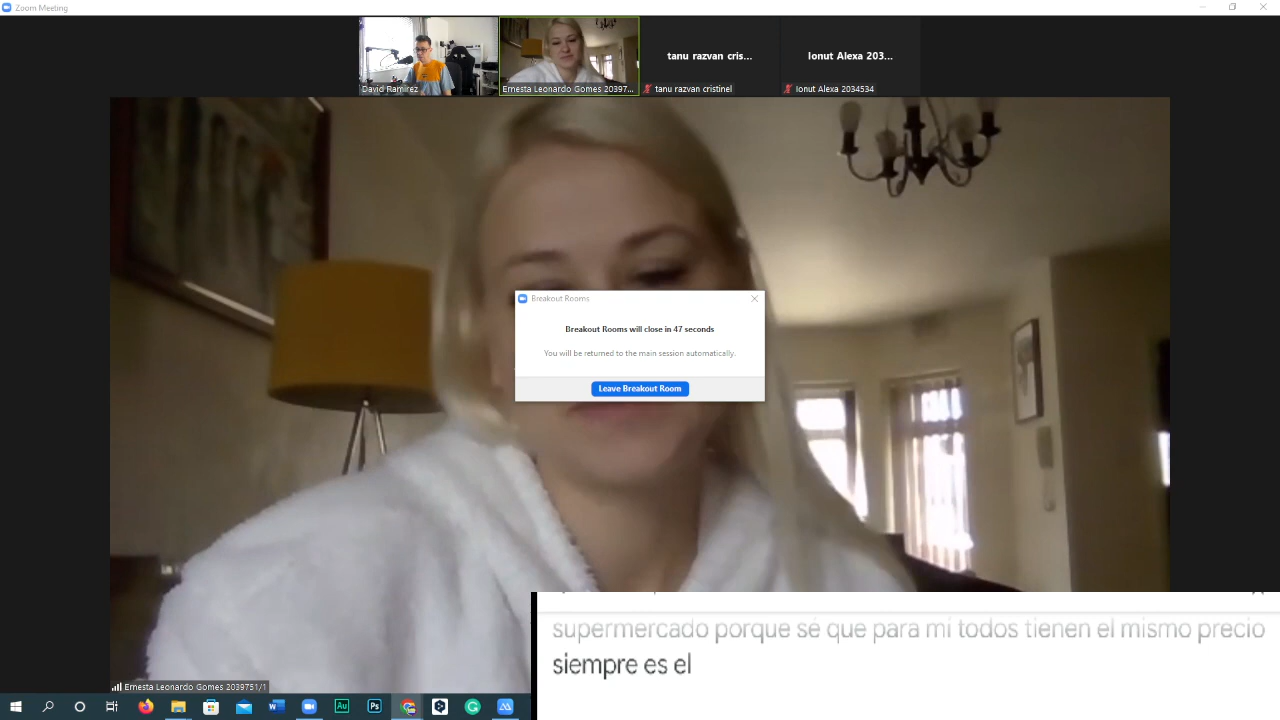 Zoom Meeting
David Ramirez
Ernesta Leonardo Gomes 20397...
tanu razvan cris...
tanu razvan cristinel
Ionut Alexa 203...
Ionut Alexa 2034534
Breakout Rooms
Breakout Rooms will close in 47 seconds
You will be returned to the main session automatically.
Leave Breakout Room
supermercado porque sé que para mí todos tienen el mismo precio
siempre es el
Ernesta Leonardo Gomes 2039751/1
Au
Ps